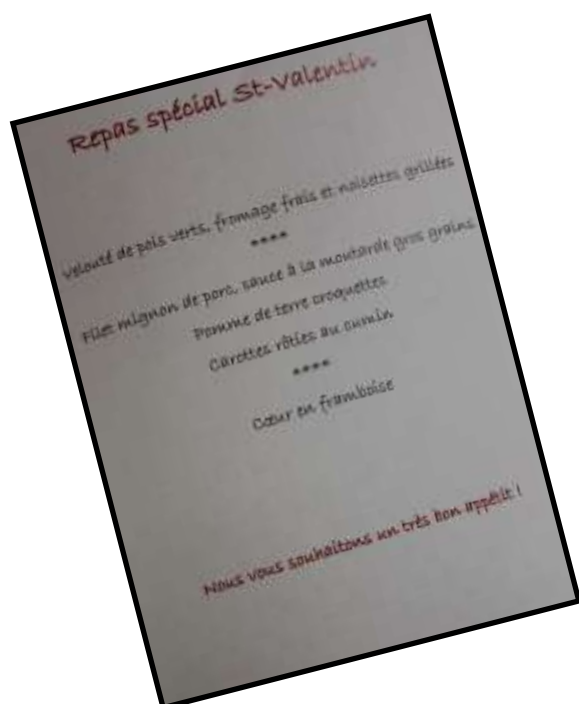 Repas spécial St-Valentin
Velouté de pois verts, fromage frais et noisettes grillées
****
Filet mignon de porc, sauce à la moutarde gros grains
Pomme de terre croquettes
Carottes rôties au cumin
****
Cœur en framboise
Nous vous souhaitons un très bon appétit !